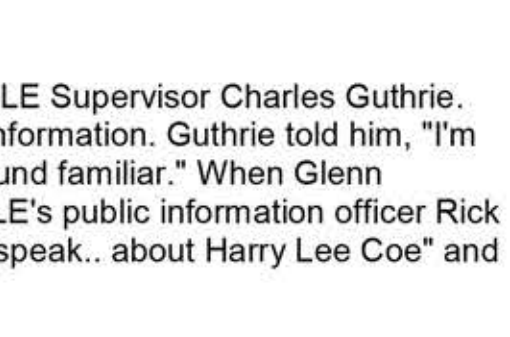 LE Supervisor Charles Guthrie.
nformation. Guthrie told him, "I'm
und familiar." When Glenn
LE's public information officer Rick
speak.. about Harry Lee Coe" and